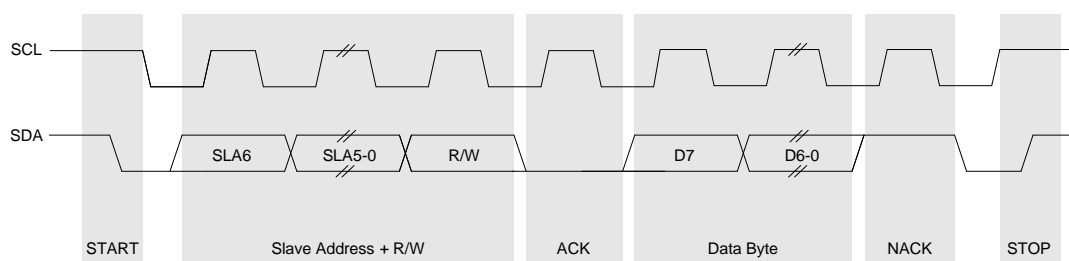 SCL
SDA
SLA6 SLA5-0 R/W D7 D6-0
START Slave Address + R/W ACK Data Byte NACK STOP